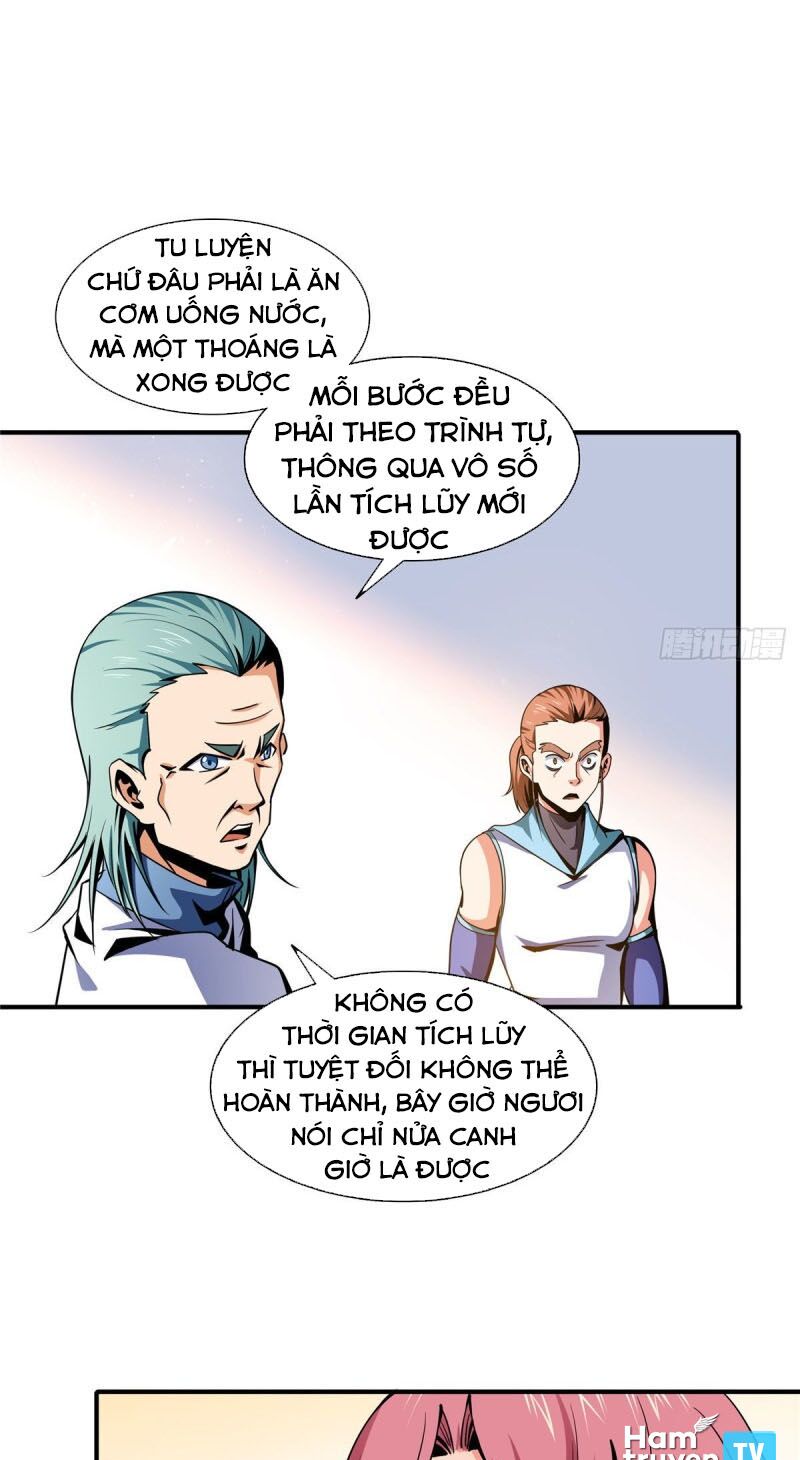 TU LUYỆN
CHỨ ĐÂU PHẢI LÀ ĂN
CƠM UỐNG NƯỚC,
MÀ MỘT THOÁNG LÀ
XONG ĐƯỢC
MỖI BƯỚC ĐỀU
PHẢI THEO TRÌNH TỰ,
THÔNG QUA VÔ SỐ
LẦN TÍCH LŨY MỚI
ĐƯỢC
腾讯动漫
KHÔNG CÓ
THỜI GIAN TÍCH LŨY
THÌ TUYỆT ĐỐI KHÔNG THỂ
HOÀN THÀNH, BÂY GIỜ NGƯƠI
NÓI CHỈ NỬA CANH
GIỜ LÀ ĐƯỢC
Ham
truyen TV